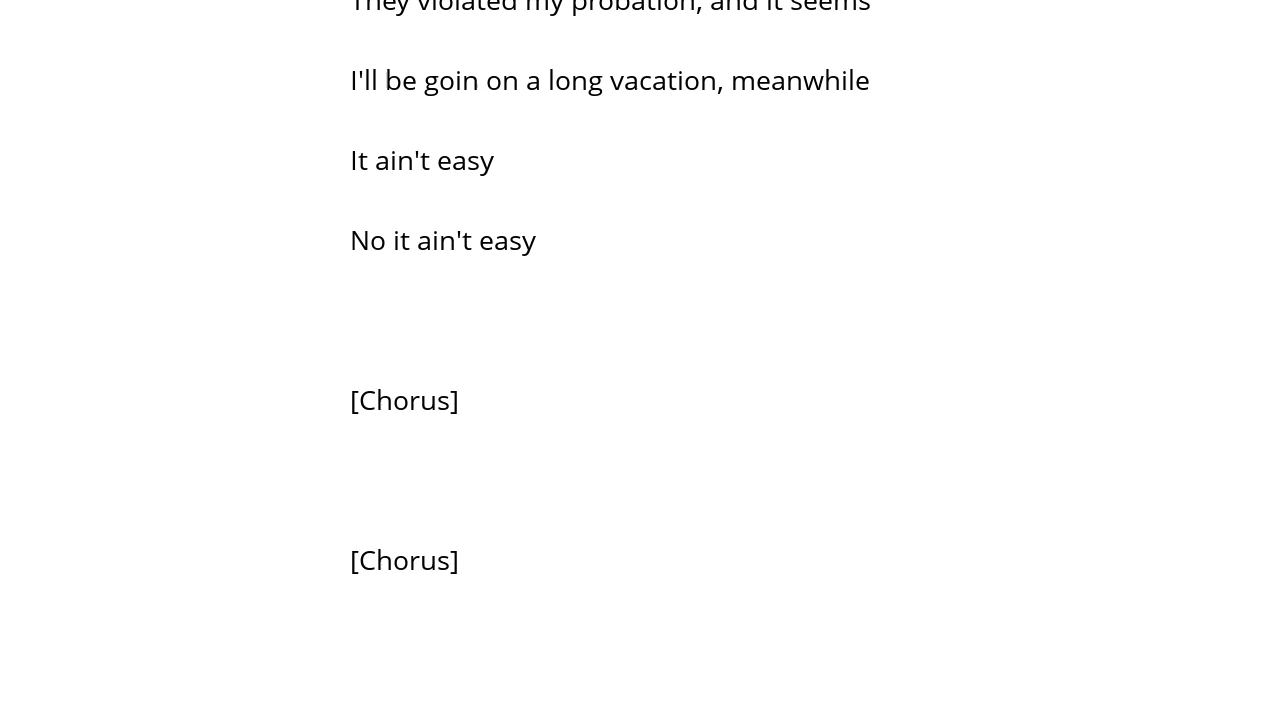 They violated my probation, and it seems
I'll be goin on a long vacation, meanwhile
It ain't easy
No it ain't easy
[Chorus]
[Chorus]